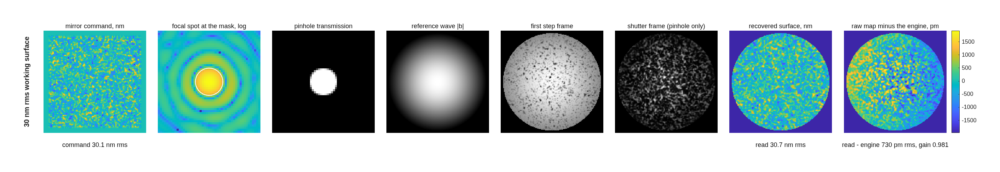 mirror command, nm
focal spot at the mask, log
pinhole transmission
reference wave |b|
first step frame
shutter frame (pinhole only)
recovered surface, nm
raw map minus the engine, pm
30 nm rms working surface
1500
1000
500
0
-500
-1000
-1500
command 30.1 nm rms
read 30.7 nm rms
read - engine 730 pm rms, gain 0.981